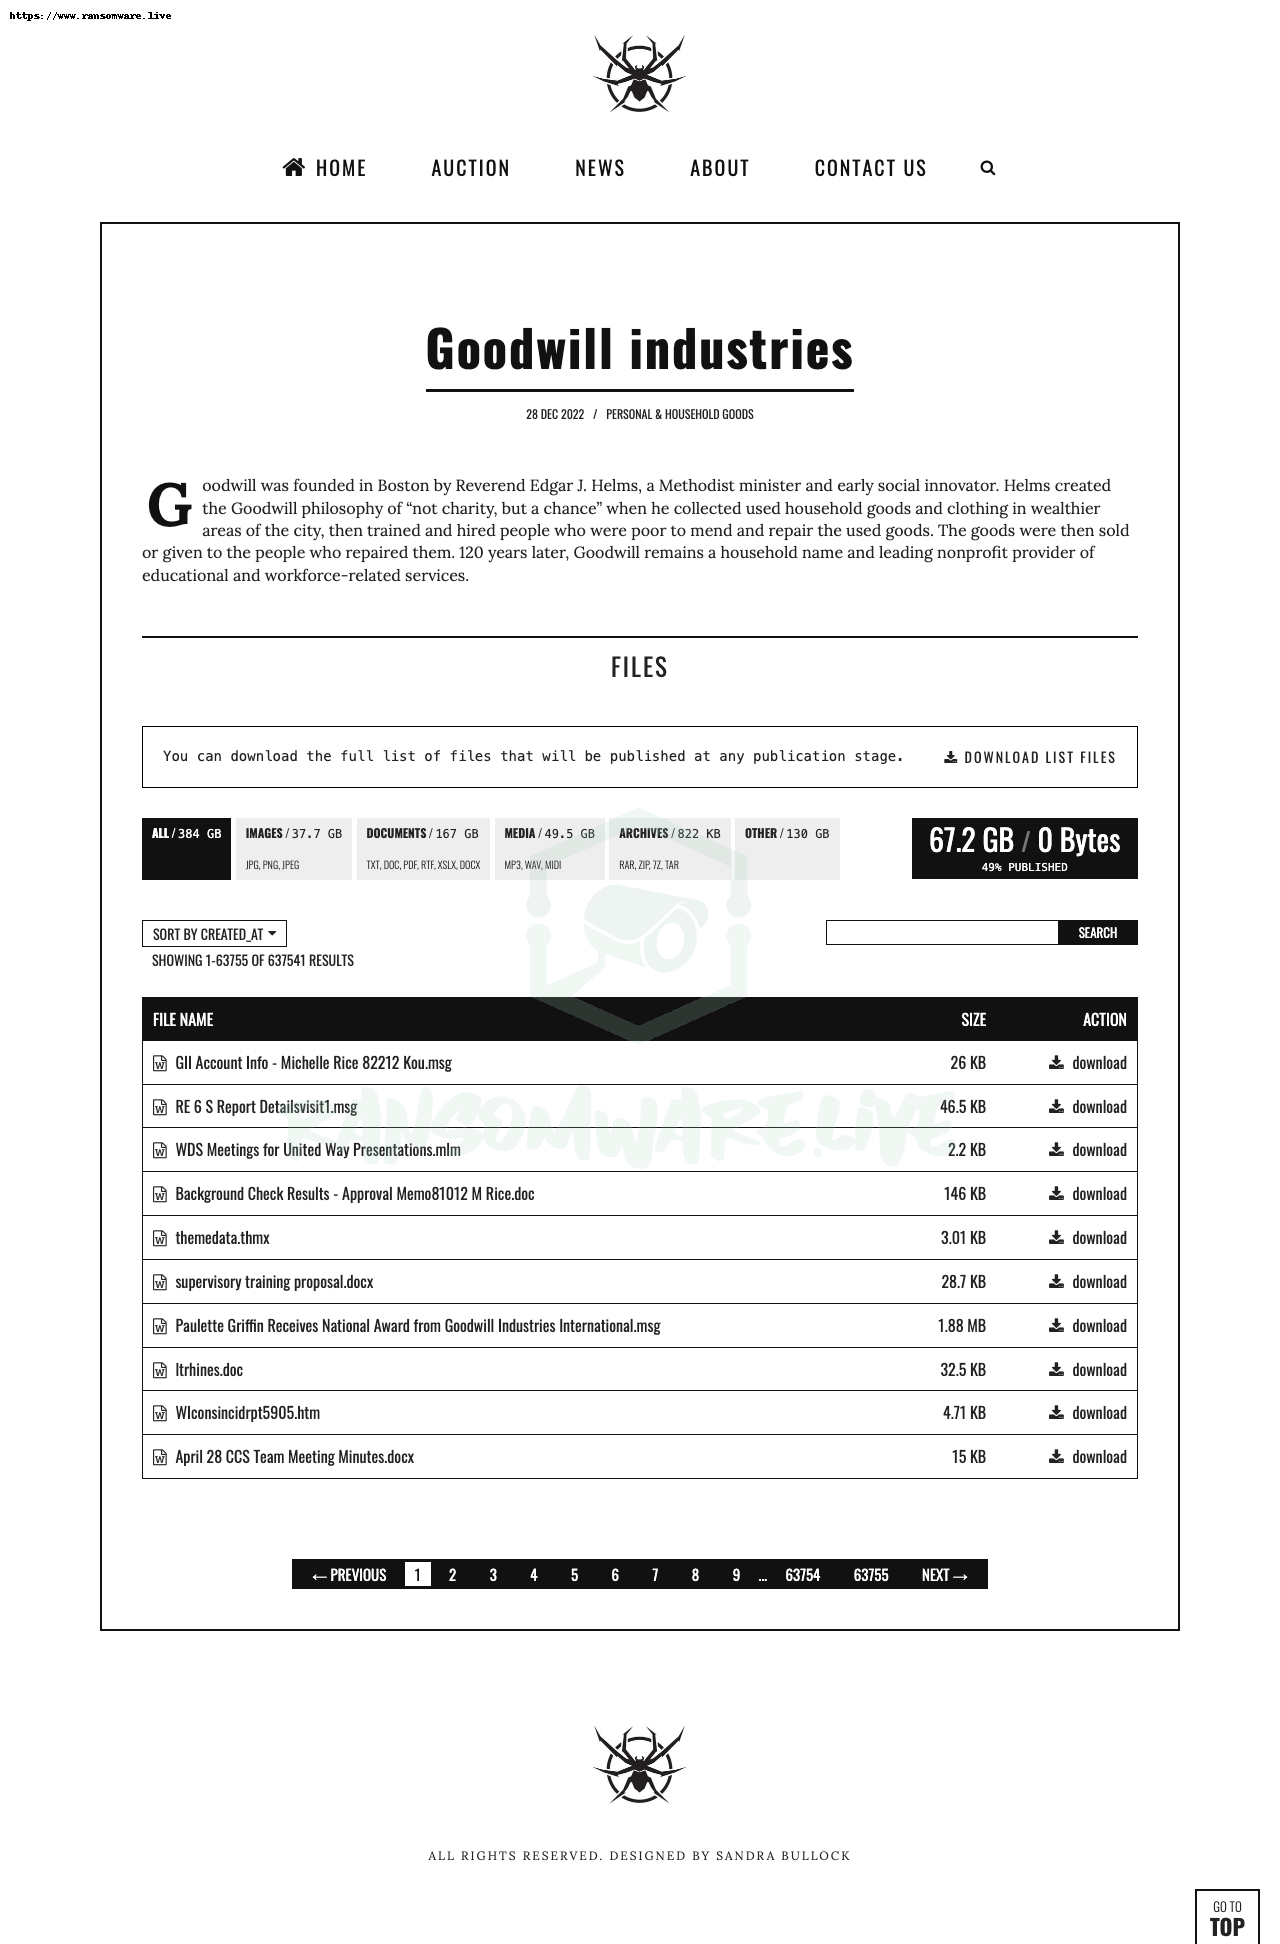 https://www.ransomware.live
HOME AUCTION NEWS ABOUT CONTACT US
Goodwill industries
28 DEC 2022 / PERSONAL & HOUSEHOLD GOODS
Goodwill was founded in Boston by Reverend Edgar J. Helms, a Methodist minister and early social innovator. Helms created
the Goodwill philosophy of “not charity, but a chance” when he collected used household goods and clothing in wealthier
areas of the city, then trained and hired people who were poor to mend and repair the used goods. The goods were then sold
or given to the people who repaired them. 120 years later, Goodwill remains a household name and leading nonprofit provider of
educational and workforce-related services.
FILES
You can download the full list of files that will be published at any publication stage. DOWNLOAD LIST FILES
ALL / 384 GB IMAGES / 37.7 GB DOCUMENTS / 167 GB MEDIA / 49.5 GB ARCHIVES / 822 KB OTHER / 130 GB 67.2 GB / 0 Bytes
JPG, PNG, JPEG TXT, DOC, PDF, RTF, XSLX, DOCX MP3, WAV, MIDI RAR, ZIP, 7Z, TAR 49% PUBLISHED
SORT BY CREATED_AT SEARCH
SHOWING 1-63755 OF 637541 RESULTS
FILE NAME SIZE ACTION
GII Account Info - Michelle Rice 82212 Kou.msg 26 KB download
RE 6 S Report Detailsvisit1.msg 46.5 KB download
RANSOMWARE.LIVE
WDS Meetings for United Way Presentations.mlm 2.2 KB download
Background Check Results - Approval Memo81012 M Rice.doc 146 KB download
themedata.thmx 3.01 KB download
supervisory training proposal.docx 28.7 KB download
Paulette Griffin Receives National Award from Goodwill Industries International.msg 1.88 MB download
ltrhines.doc 32.5 KB download
WIconsincidrpt5905.htm 4.71 KB download
April 28 CCS Team Meeting Minutes.docx 15 KB download
← PREVIOUS 1 2 3 4 5 6 7 8 9 ... 63754 63755 NEXT →
ALL RIGHTS RESERVED. DESIGNED BY SANDRA BULLOCK
GO TO
TOP